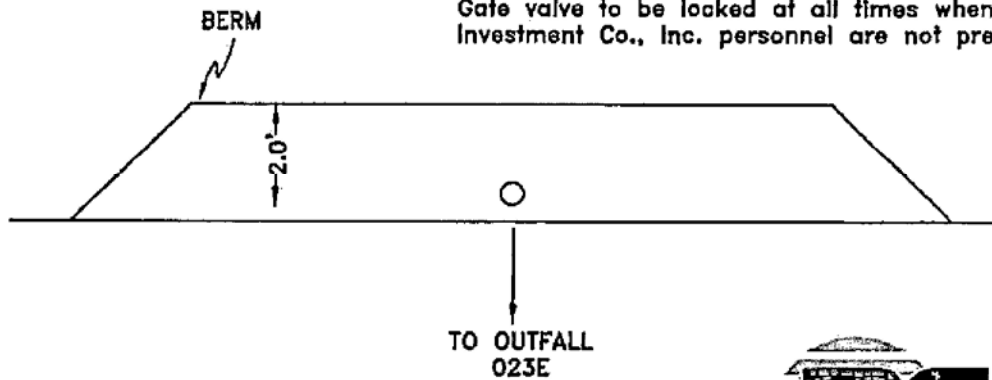 Gate valve to be locked at all times when
Investment Co., Inc. personnel are not pre
BERM
2.0'
TO OUTFALL
023E